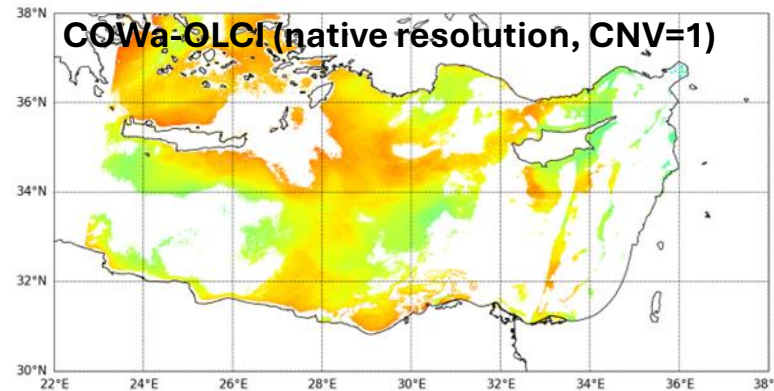 COWa-OLCI (native resolution, CNV=1)
38°N
36°N
34°N
32°N
30°N
22°E 24°E 26°E 28°E 30°E 32°E 34°E 36°E 38°